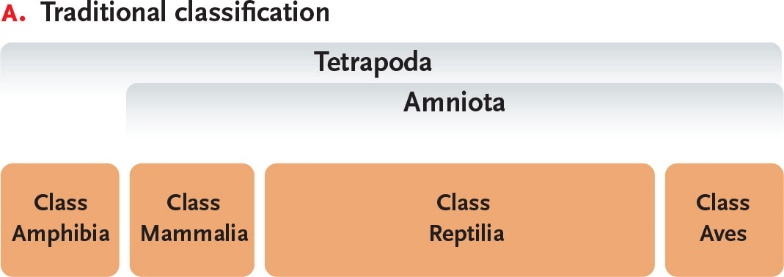 A. Traditional classification
Tetrapoda
Amniota
Class
Amphibia
Class
Mammalia
Class
Reptilia
Class
Aves